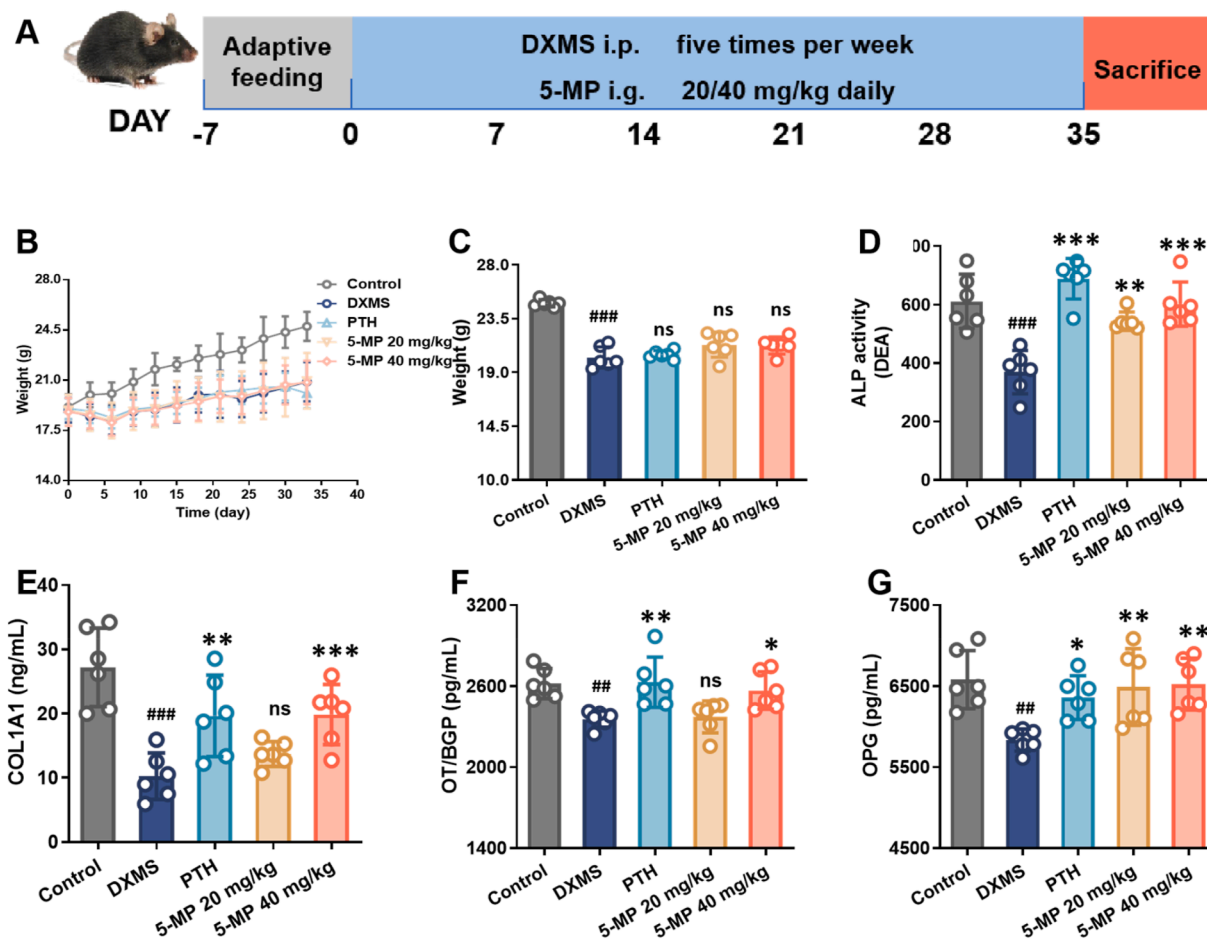 A
Adaptive
feeding
DXMS i.p. five times per week
5-MP i.g. 20/40 mg/kg daily
Sacrifice
DAY
-7 0 7 14 21 28 35
B
28.0
24.5
21.0
17.5
14.0
Weight (g)
0 5 10 15 20 25 30 35 40
Time (day)
Control
DXMS
PTH
5-MP 20 mg/kg
5-MP 40 mg/kg
C
28.0
23.5
19.0
14.5
10.0
Weight (g)
### ns ns ns
Control DXMS PTH 5-MP 20 mg/kg 5-MP 40 mg/kg
D
00
600
400
200
0
ALP activity
(DEA)
### *** ** ***
Control DXMS PTH 5-MP 20 mg/kg 5-MP 40 mg/kg
E
40
30
20
10
0
COL1A1 (ng/mL)
### ** ns ***
Control DXMS PTH 5-MP 20 mg/kg 5-MP 40 mg/kg
F
3200
2600
2000
1400
OT/BGP (pg/mL)
## ** ns *
Control DXMS PTH 5-MP 20 mg/kg 5-MP 40 mg/kg
G
7500
6500
5500
4500
OPG (pg/mL)
## * ** **
Control DXMS PTH 5-MP 20 mg/kg 5-MP 40 mg/kg